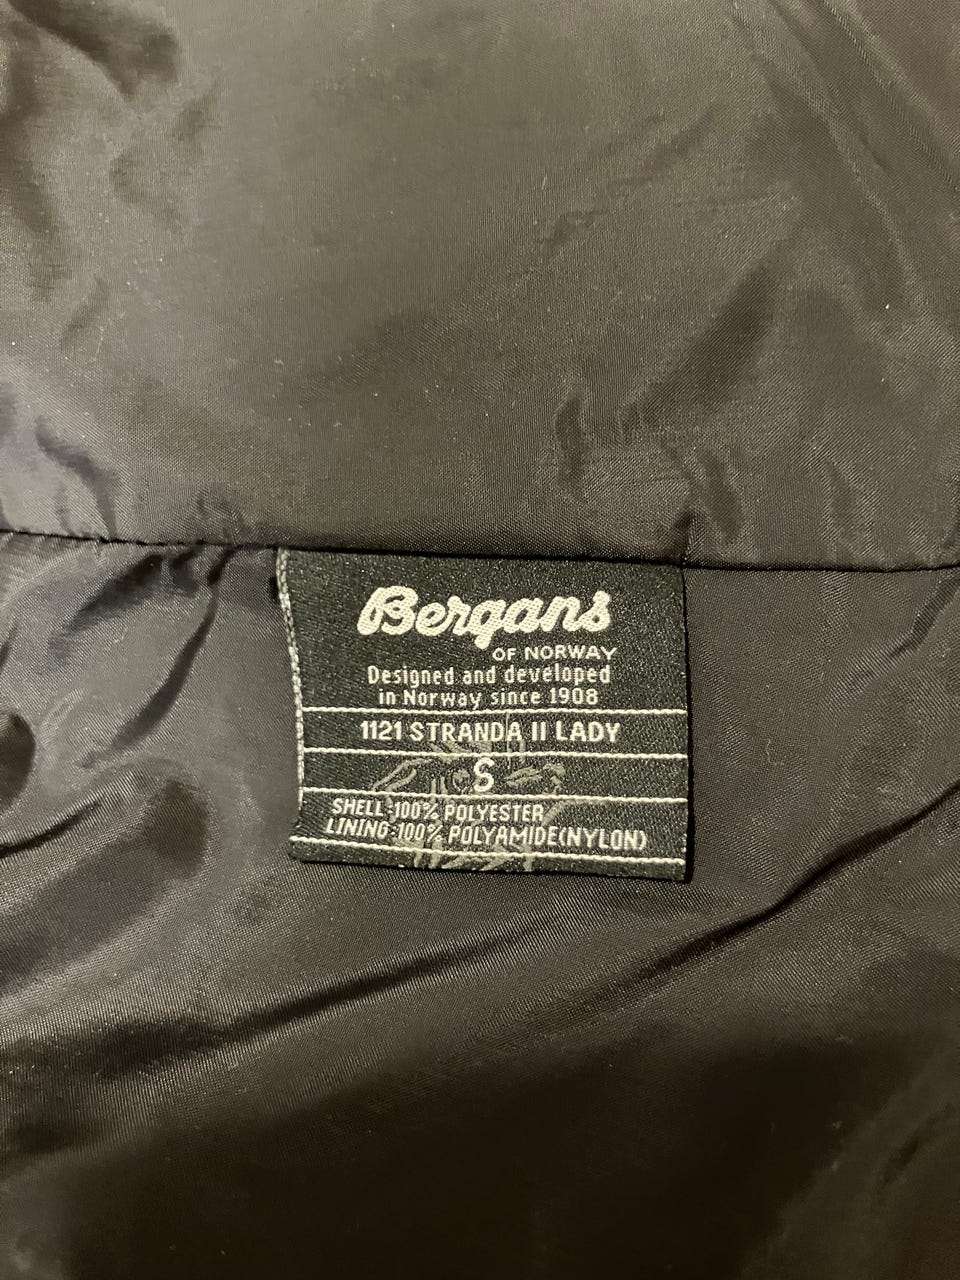 Bergans
OF NORWAY
Designed and developed
in Norway since 1908
1121 STRANDA II LADY
S
SHELL:100% POLYESTER
LINING:100% POLYAMIDE(NYLON)